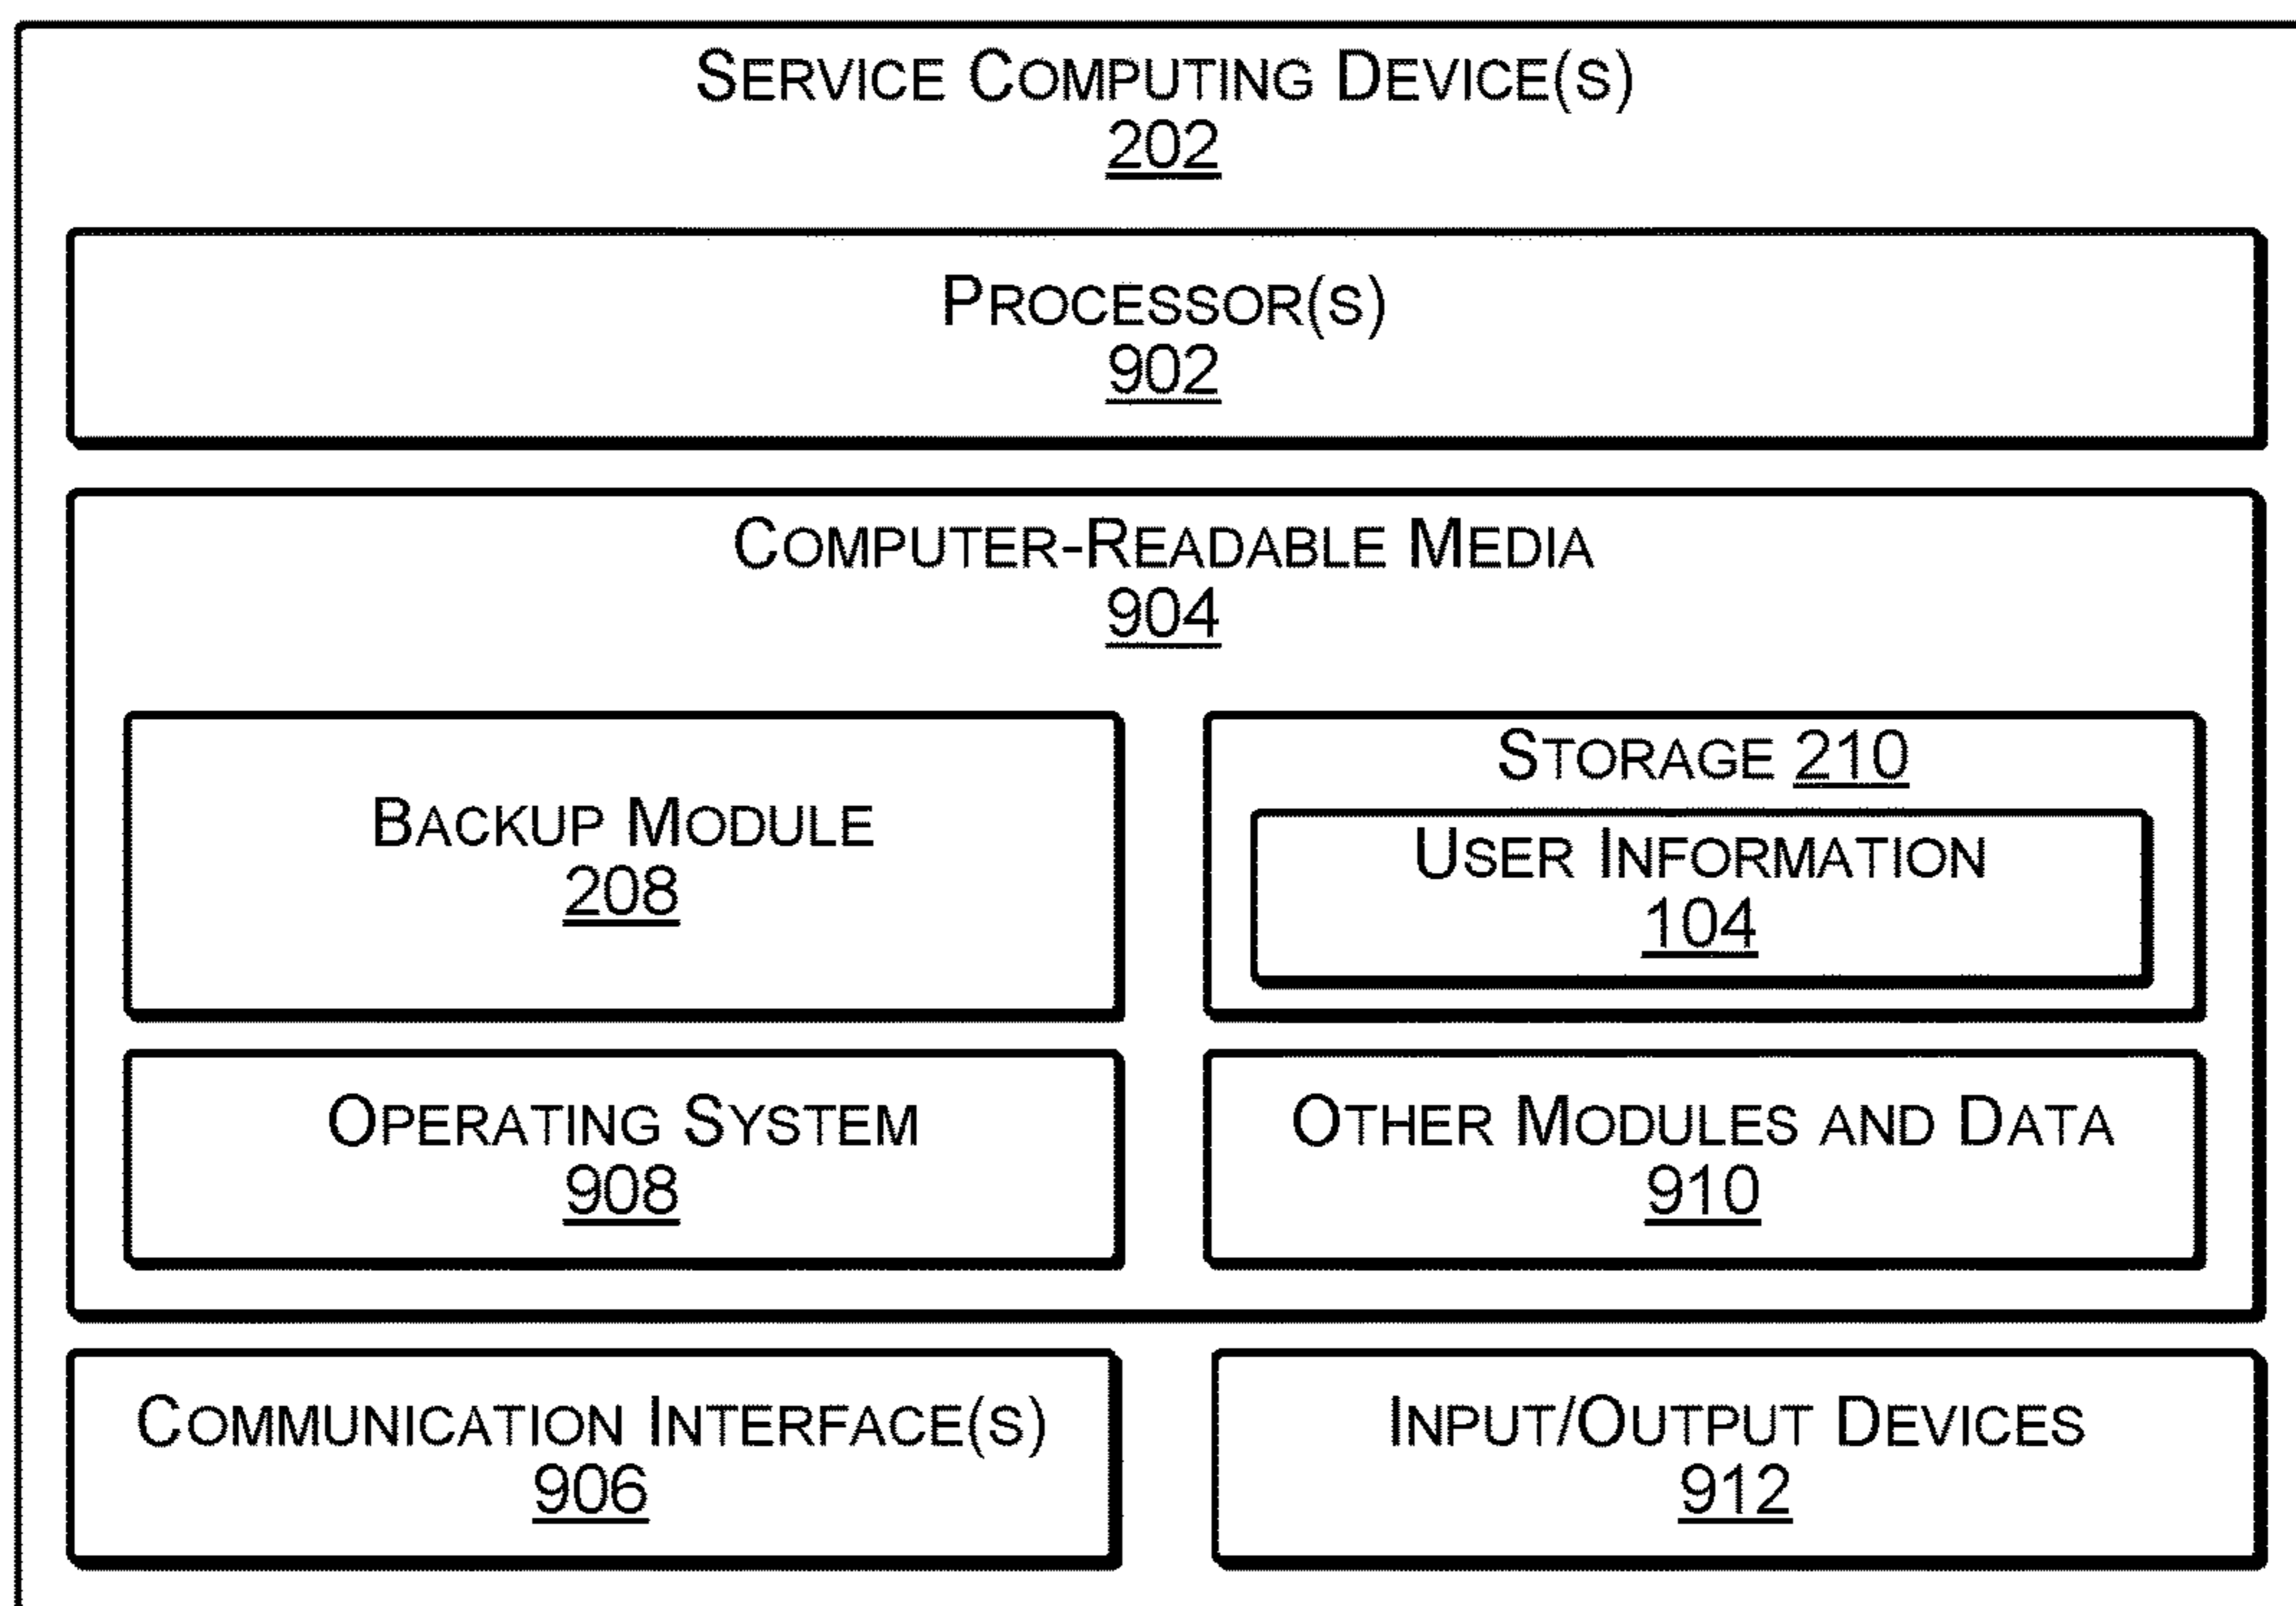 SERVICE COMPUTING DEVICE(S)
202
PROCESSOR(S)
902
COMPUTER-READABLE MEDIA
904
BACKUP MODULE
208
STORAGE 210
USER INFORMATION
104
OPERATING SYSTEM
908
OTHER MODULES AND DATA
910
COMMUNICATION INTERFACE(S)
906
INPUT/OUTPUT DEVICES
912